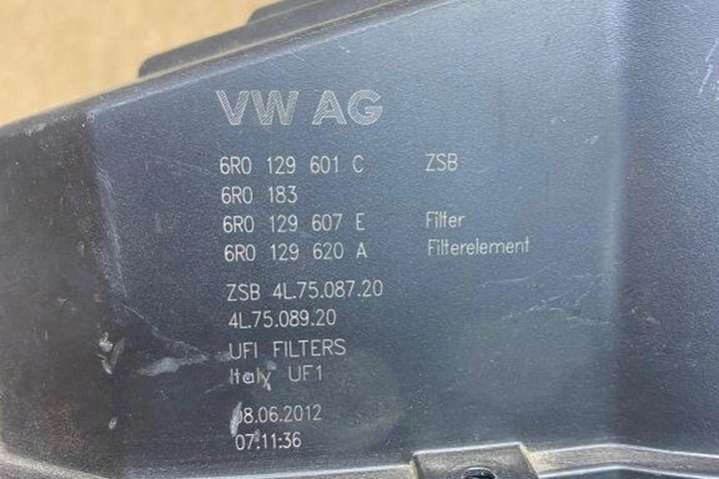 VW AG
6R0 129 601 C ZSB
6R0 183
6R0 129 607 E Filter
6R0 129 620 A Filterelement
ZSB 4L.75.087.20
4L.75.089.20
UFI FILTERS
Italy UF1
08.06.2012
07:11:36